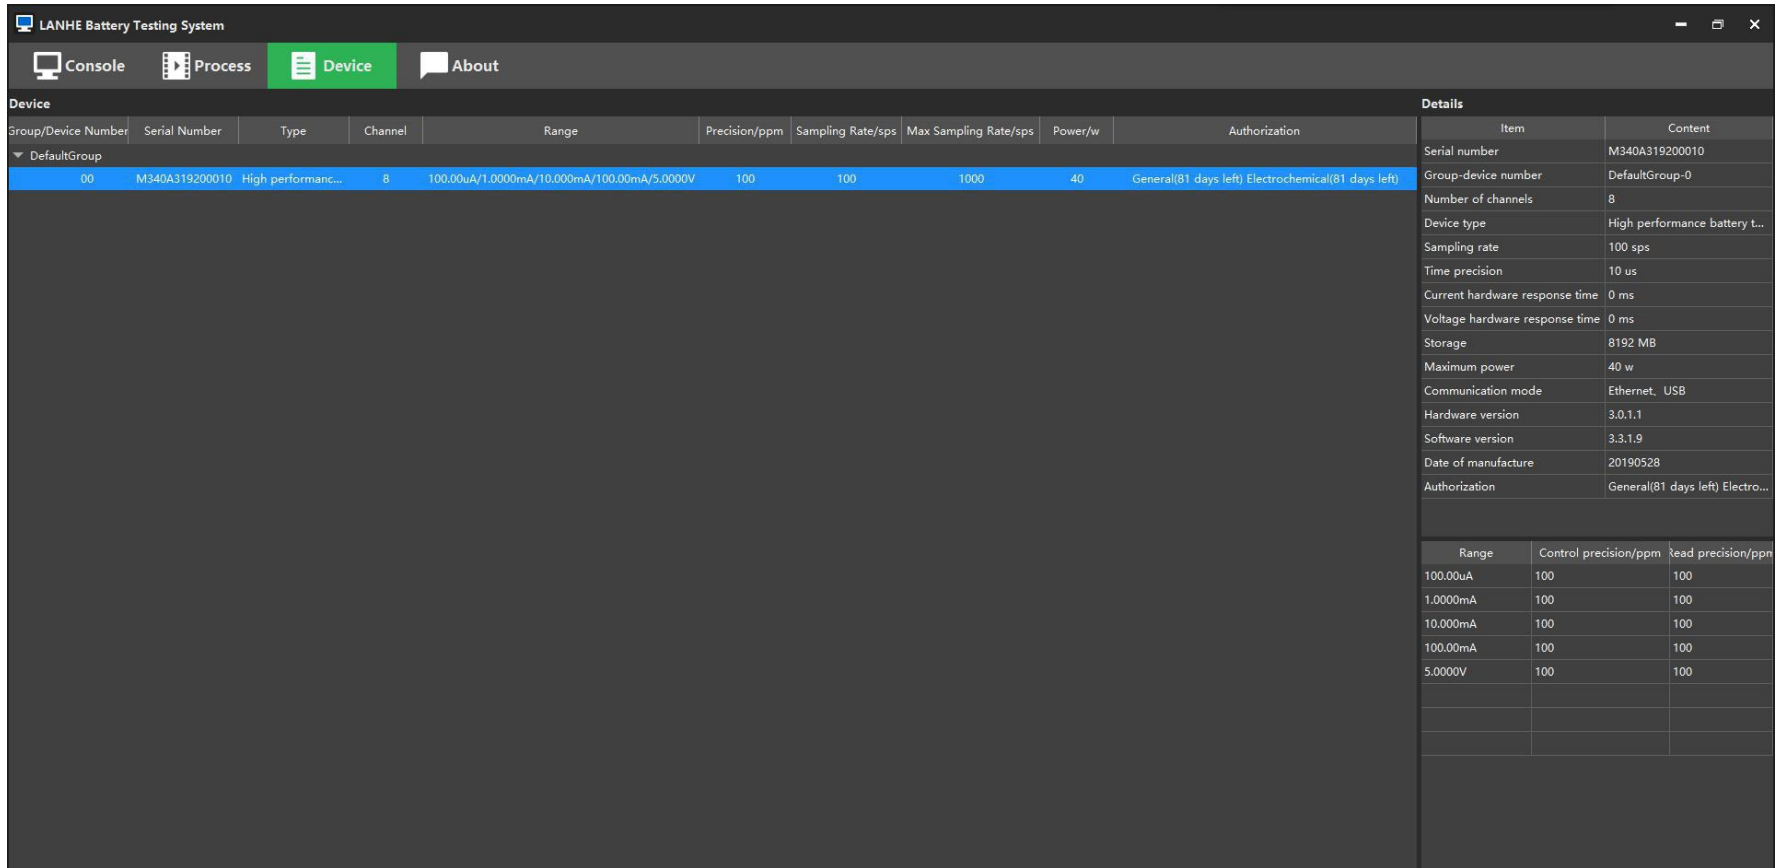 LANHE Battery Testing System
Console Process Device About
Device
Group/Device Number Serial Number Type Channel Range Precision/ppm Sampling Rate/sps Max Sampling Rate/sps Power/w Authorization
DefaultGroup
00 M340A319200010 High performanc... 8 100.00uA/1.0000mA/10.000mA/100.00mA/5.0000V 100 100 1000 40 General(81 days left) Electrochemical(81 days left)
Details
Item Content
Serial number M340A319200010
Group-device number DefaultGroup-0
Number of channels 8
Device type High performance battery t...
Sampling rate 100 sps
Time precision 10 us
Current hardware response time 0 ms
Voltage hardware response time 0 ms
Storage 8192 MB
Maximum power 40 w
Communication mode Ethernet、USB
Hardware version 3.0.1.1
Software version 3.3.1.9
Date of manufacture 20190528
Authorization General(81 days left) Electro...
Range Control precision/ppm Read precision/ppm
100.00uA 100 100
1.0000mA 100 100
10.000mA 100 100
100.00mA 100 100
5.0000V 100 100